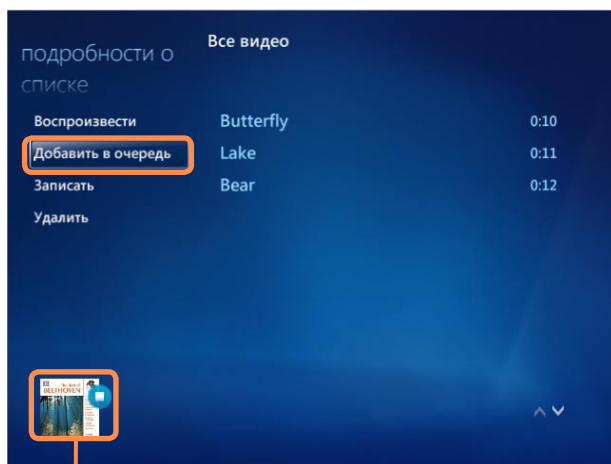 подробности о
списке
Все видео
Воспроизвести
Добавить в очередь
Записать
Удалить
Butterfly 0:10
Lake 0:11
Bear 0:12
The Best of
BEETHOVEN